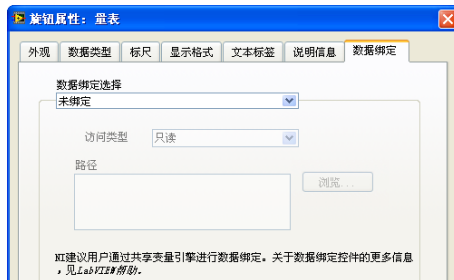 旋钮属性：量表
外观 数据类型 标尺 显示格式 文本标签 说明信息 数据绑定
数据绑定选择
未绑定
访问类型 只读
路径
浏览...
NI建议用户通过共享变量引擎进行数据绑定。关于数据绑定控件的更多信息
，见LabVIEW帮助。